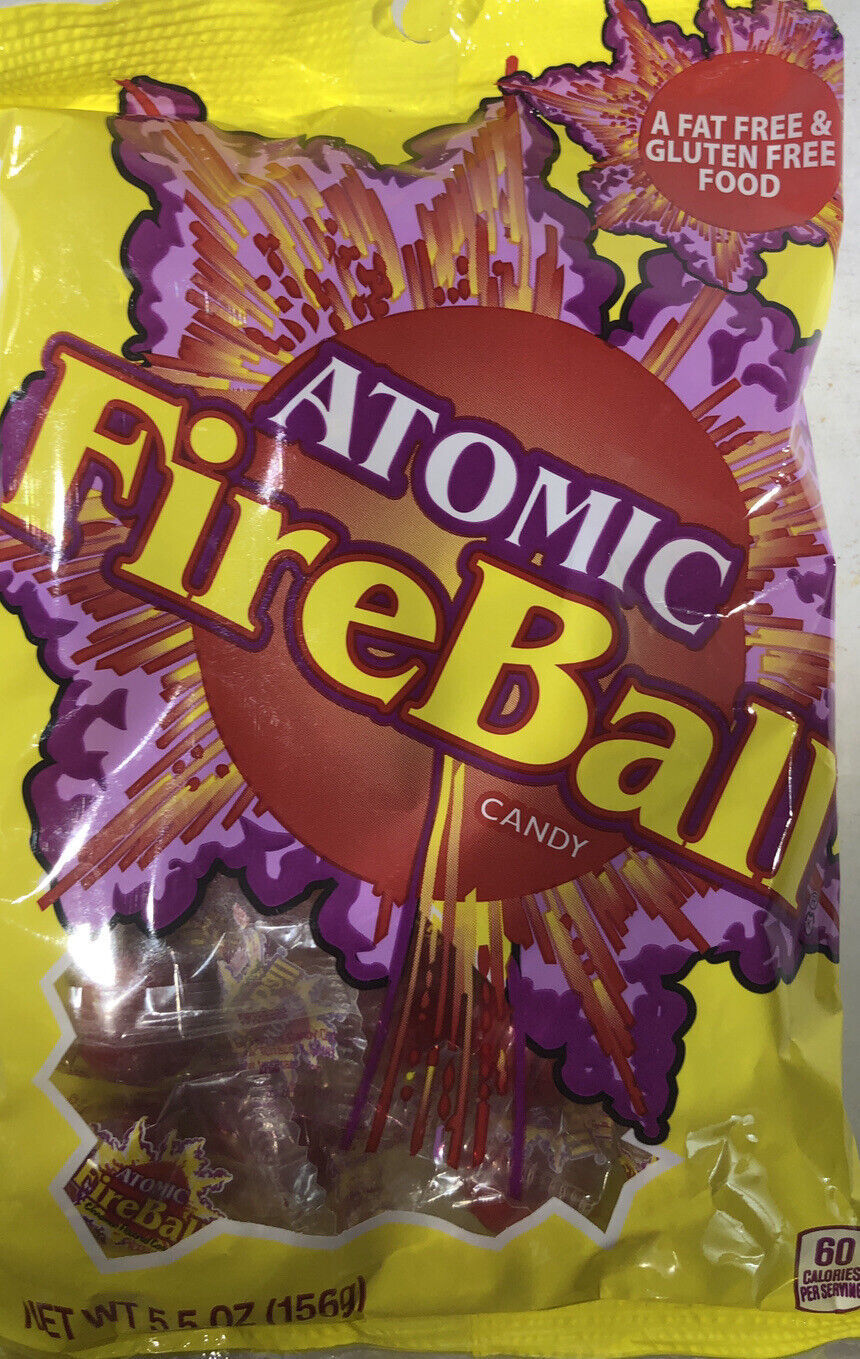 A FAT FREE &
GLUTEN FREE
FOOD
ATOMIC
FireBall
CANDY
ATOMIC
FireBall
NET WT 5.5 OZ (156g)
60
CALORIES
PER SERVING